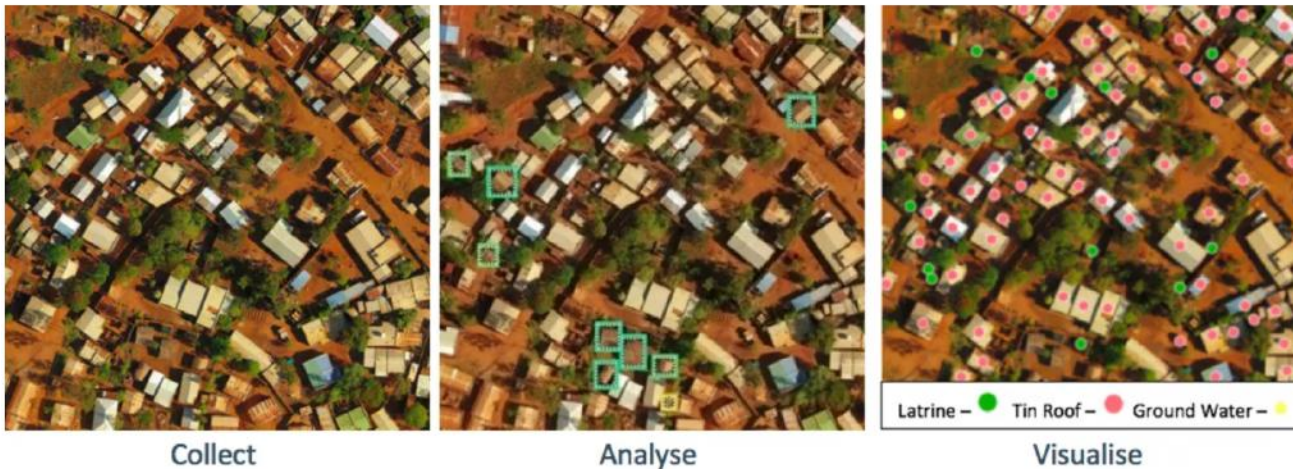 Latrine – Tin Roof – Ground Water –
Collect Analyse Visualise